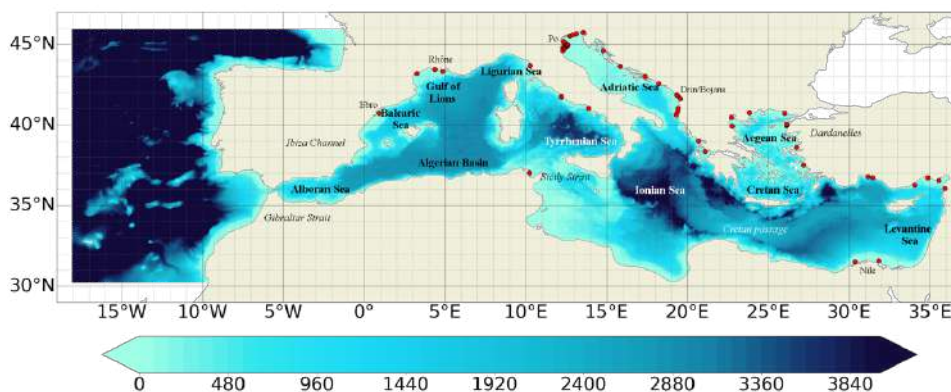 45°N
Po
Rhône
Ligurian Sea
Adriatic Sea
Gulf of
Lions
Drin/Bojana
Ebro
Balearic
Sea
40°N
Aegean Sea
Dardanelles
Ibiza Channel
Tyrrhenian Sea
Algerian Basin
Sicily Strait
Alboran Sea
Ionian Sea
Cretan Sea
35°N
Gibraltar Strait
Cretan passage
Levantine
Sea
Nile
30°N
15°W 10°W 5°W 0° 5°E 10°E 15°E 20°E 25°E 30°E 35°E
0 480 960 1440 1920 2400 2880 3360 3840